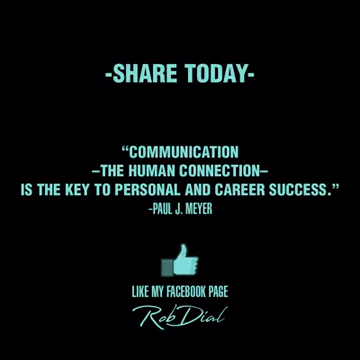 -SHARE TODAY-
“COMMUNICATION
–THE HUMAN CONNECTION–
IS THE KEY TO PERSONAL AND CAREER SUCCESS.”
-PAUL J. MEYER
LIKE MY FACEBOOK PAGE
Rob Dial